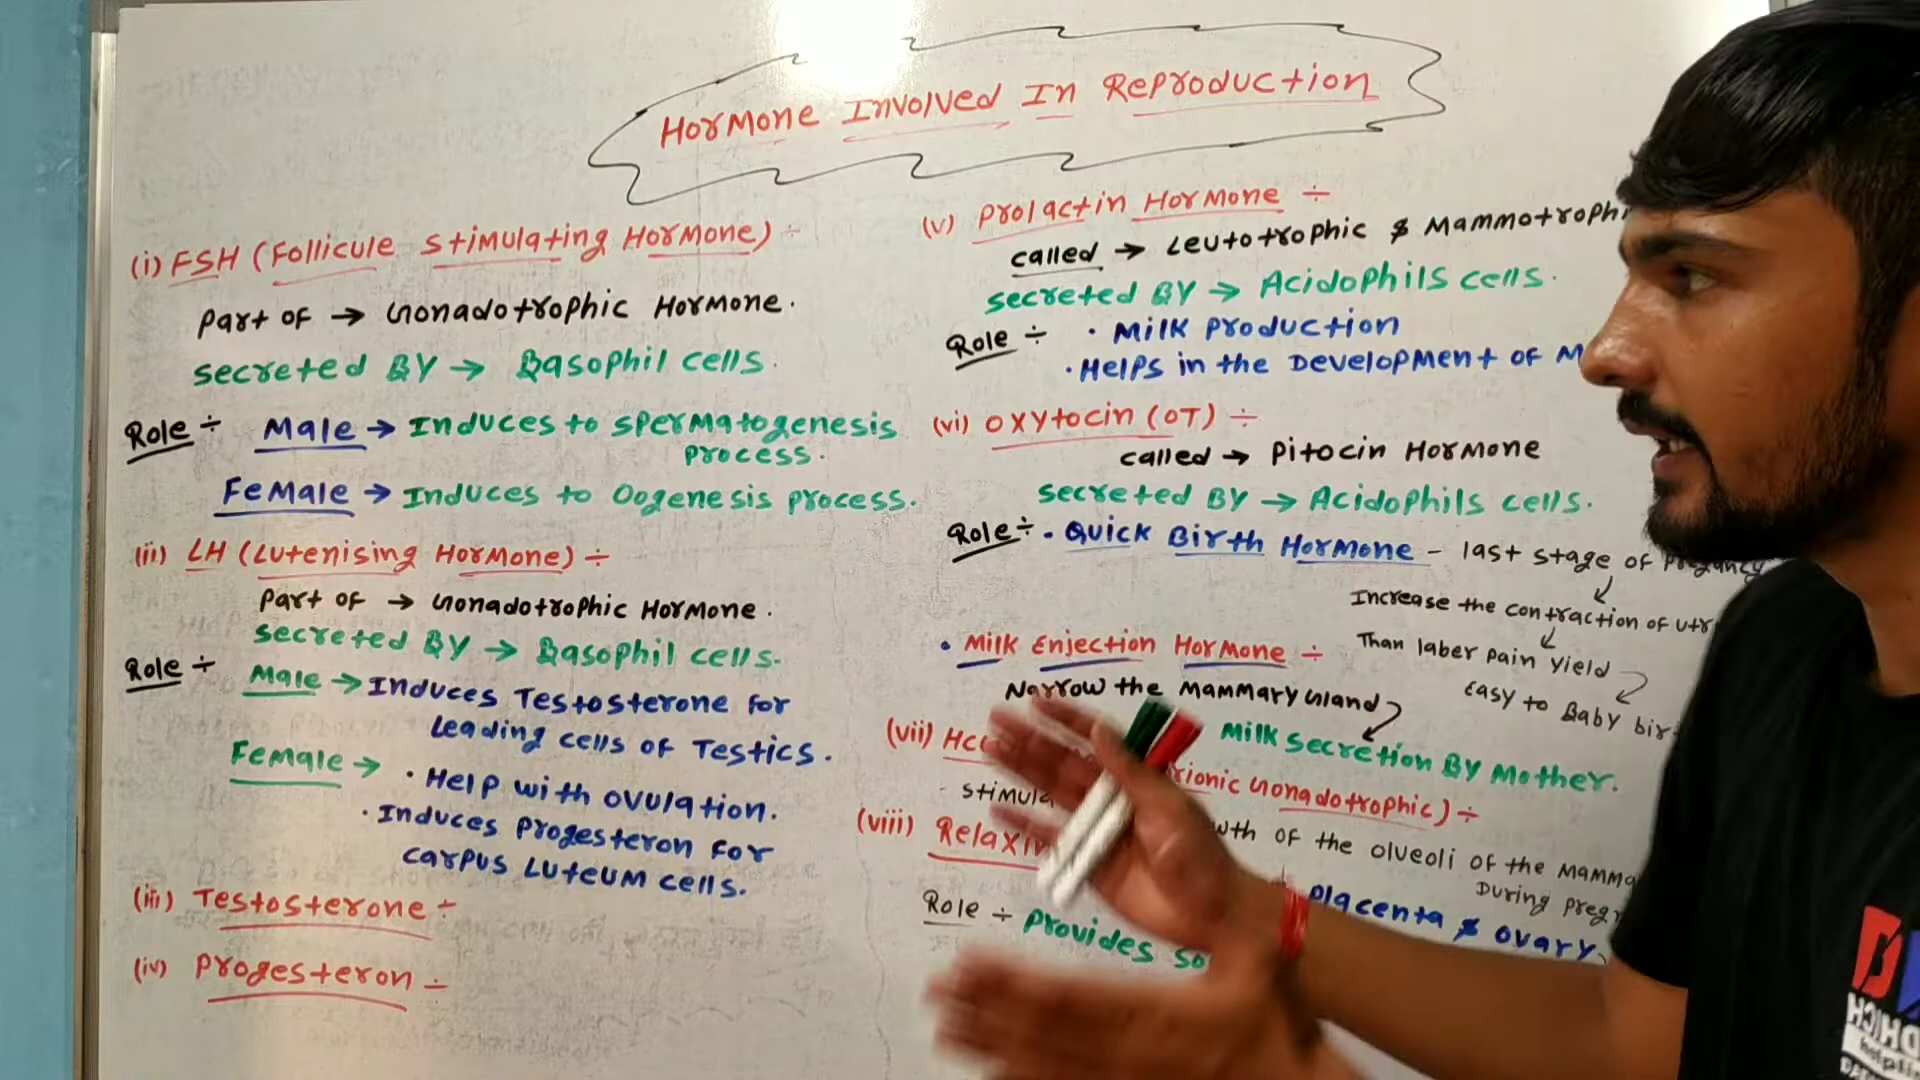 Hormone Involved In Reproduction
(i) FSH (Follicule stimulating Hormone) ÷
Part of → Gonadotrophic Hormone.
secreted By → Basophil cells.
Role ÷ Male → Induces to spermatogenesis
process.
Female → Induces to Oogenesis process.
(ii) LH (Lutenising Hormone) ÷
Part of → Gonadotrophic Hormone.
secreted By → Basophil cells.
Role ÷ Male → Induces Testosterone for
Leading cells of Testics.
Female → • Help with ovulation.
• Induces progesteron for
carpus Luteum cells.
(iii) Testosterone ÷
(iv) Progesteron ÷
(v) Prolactin Hormone ÷
called → Leutotrophic & Mammotrophi
secreted By → Acidophils cells.
Role ÷ • Milk production
• Helps in the Development of M
(vi) Oxytocin (OT) ÷
called → Pitocin Hormone
secreted By → Acidophils cells.
Role ÷ • Quick Birth Hormone - last stage of Pregancy
Increase the contraction of utr
Than laber pain yield
easy to Baby bir
• Milk Enjection Hormone ÷
Narrow the mammary Gland
Milk secretion By Mother.
(vii) HC rionic Gonadotrophic) ÷
- stimula wth of the olveoli of the mamma
During preg
(viii) Relaxin
Placenta & ovary
Role ÷ Provides so